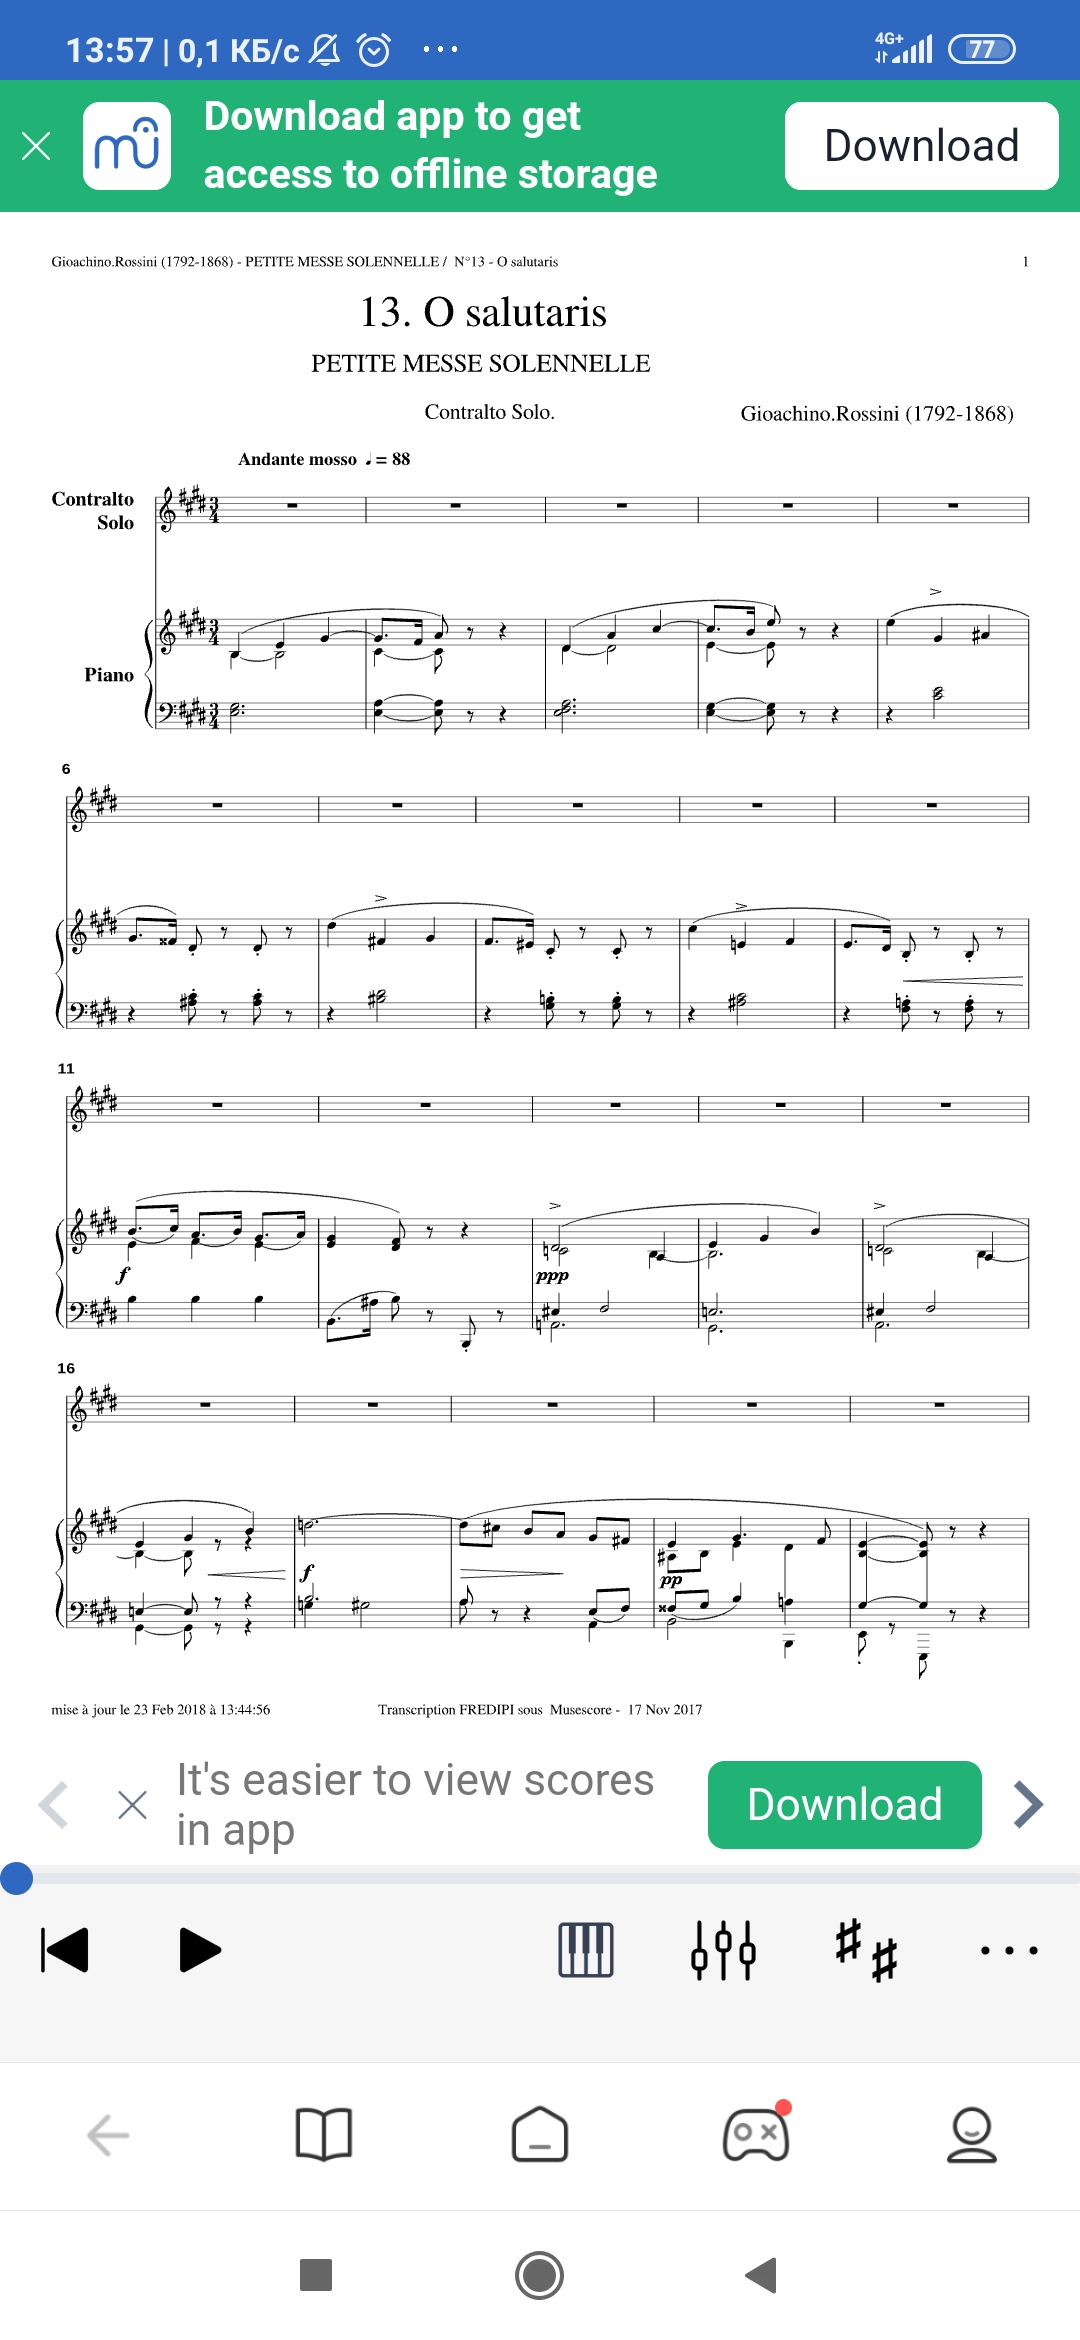 13:57 | 0,1 КБ/с
4G+
77
Download app to get
access to offline storage
Download
Gioachino.Rossini (1792-1868) - PETITE MESSE SOLENNELLE / N°13 - O salutaris
1
13. O salutaris
PETITE MESSE SOLENNELLE
Contralto Solo.
Gioachino.Rossini (1792-1868)
Andante mosso ♩ = 88
Contralto
Solo
Piano
6
11
f
ppp
16
f
pp
mise à jour le 23 Feb 2018 à 13:44:56
Transcription FREDIPI sous Musescore - 17 Nov 2017
It's easier to view scores
in app
Download